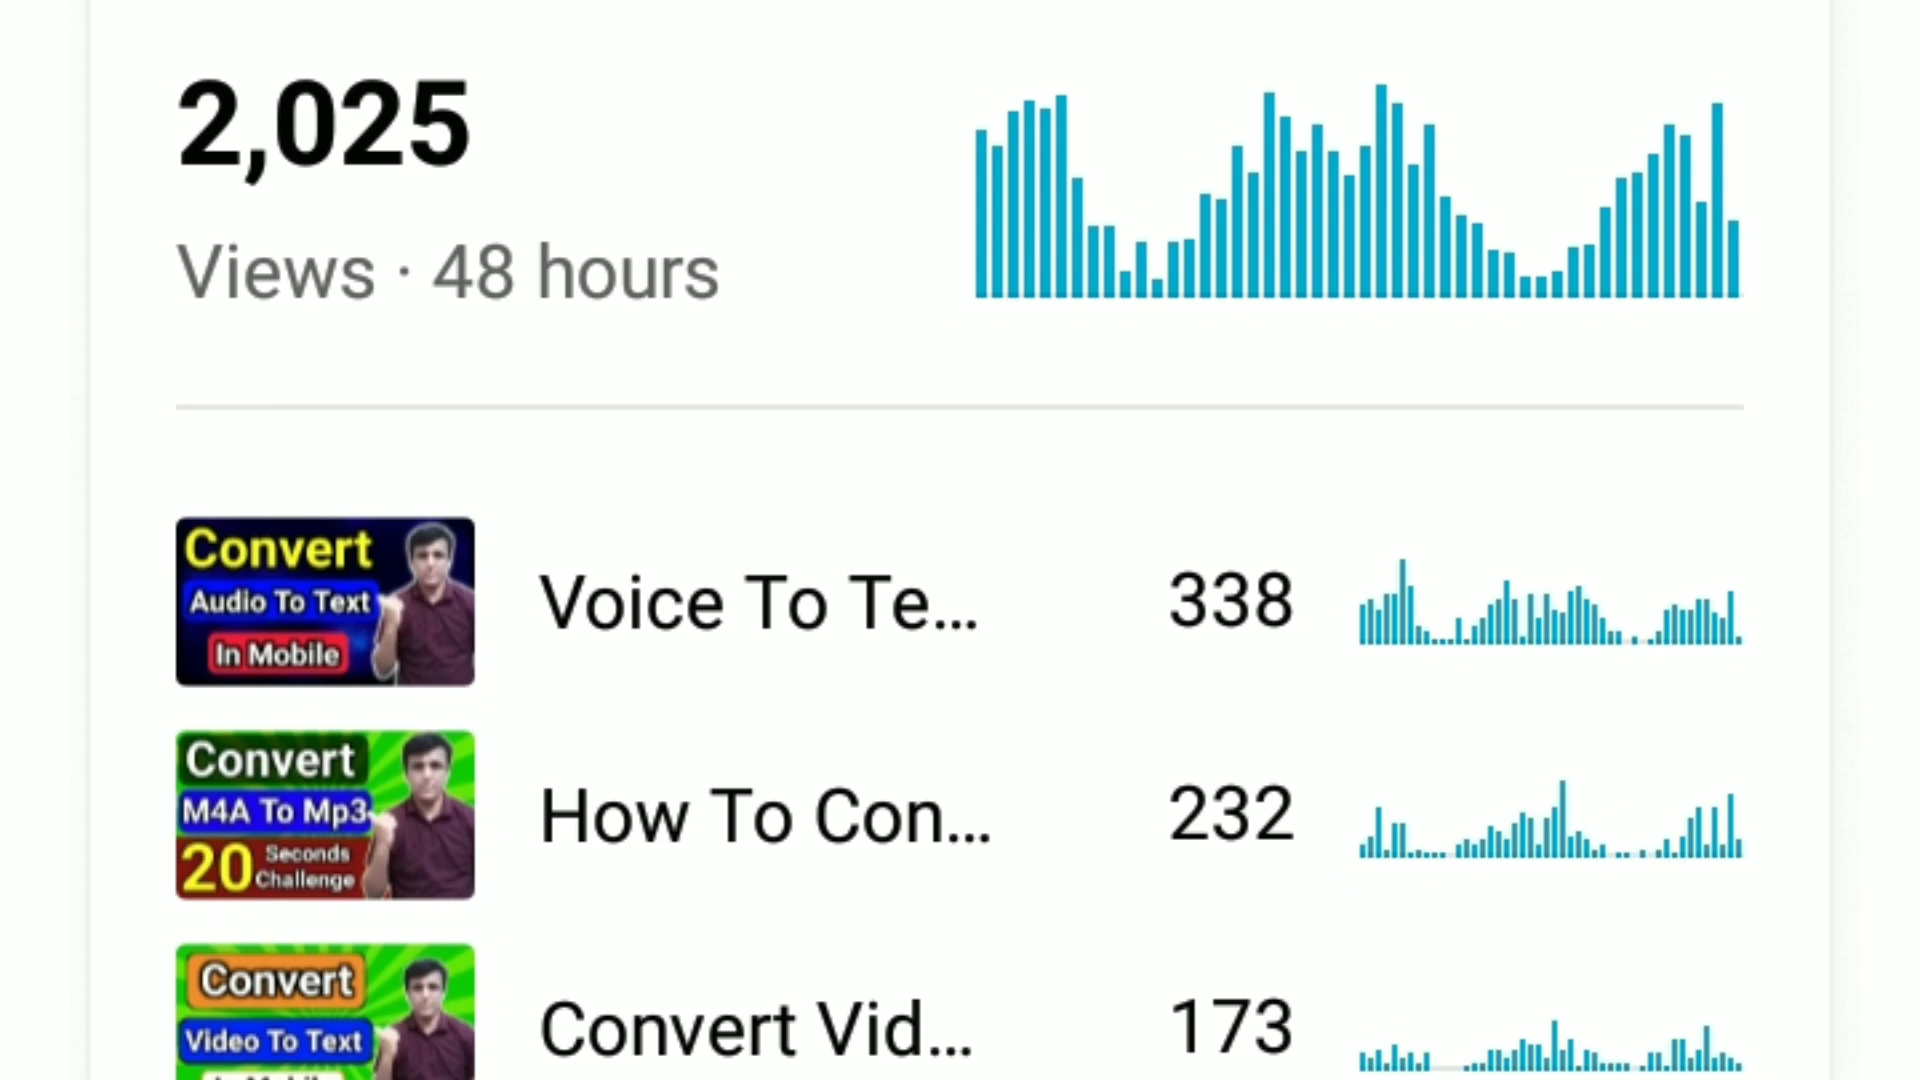 2,025
Views · 48 hours
Convert
Audio To Text
In Mobile
Voice To Te...
338
Convert
M4A To Mp3
20 Seconds
Challenge
How To Con...
232
Convert
Video To Text
Convert Vid...
173